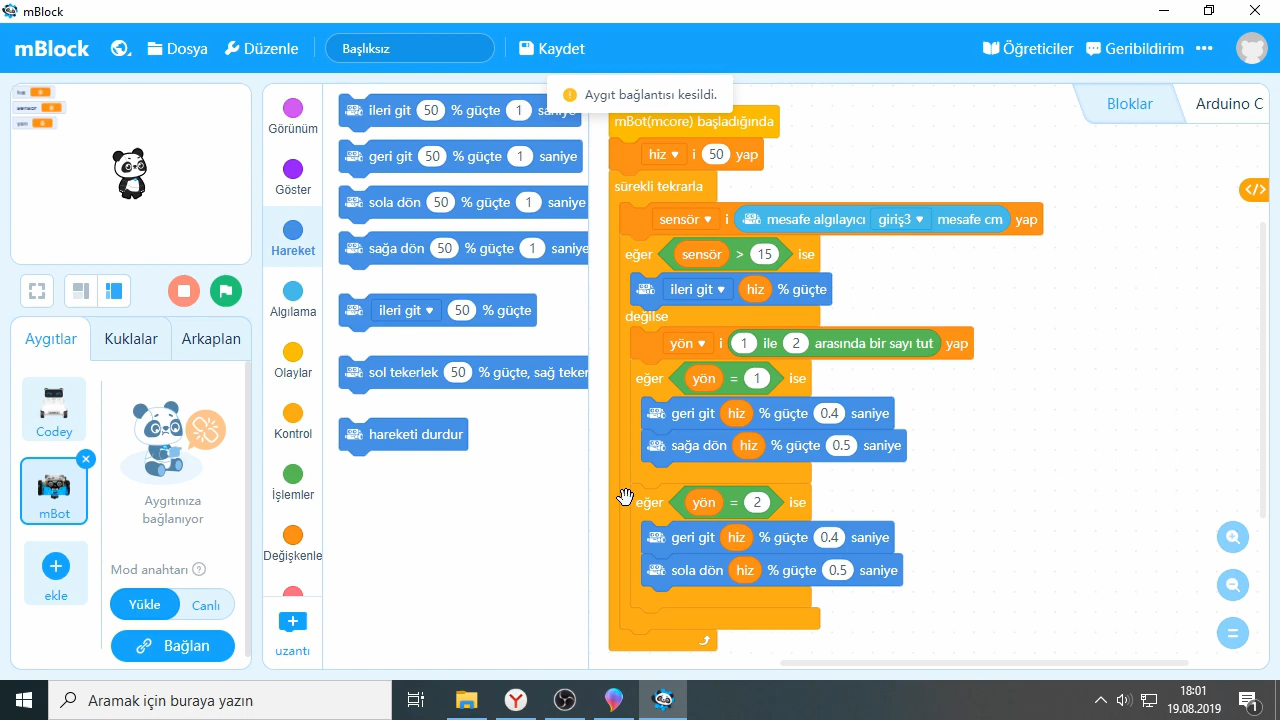 mBlock
mBlock
Dosya
Düzenle
Başlıksız
Kaydet
Öğreticiler
Geribildirim
Aygıt bağlantısı kesildi.
hız
sensör
yön
Görünüm
Göster
Hareket
Algılama
Olaylar
Kontrol
İşlemler
Değişkenle
uzantı
ileri git 50 % güçte 1 saniye
geri git 50 % güçte 1 saniye
sola dön 50 % güçte 1 saniye
sağa dön 50 % güçte 1 saniye
ileri git 50 % güçte
sol tekerlek 50 % güçte, sağ teker
hareketi durdur
Bloklar
Arduino C
mBot(mcore) başladığında
hiz i 50 yap
sürekli tekrarla
sensör i mesafe algılayıcı giriş3 mesafe cm yap
eğer sensör > 15 ise
ileri git hiz % güçte
değilse
yön i 1 ile 2 arasında bir sayı tut yap
eğer yön = 1 ise
geri git hiz % güçte 0.4 saniye
sağa dön hiz % güçte 0.5 saniye
eğer yön = 2 ise
geri git hiz % güçte 0.4 saniye
sola dön hiz % güçte 0.5 saniye
</>
Aygıtlar
Kuklalar
Arkaplan
Codey
mBot
ekle
Aygıtınıza
bağlanıyor
Mod anahtarı
Yükle
Canlı
Bağlan
Aramak için buraya yazın
18:01
19.08.2019
1